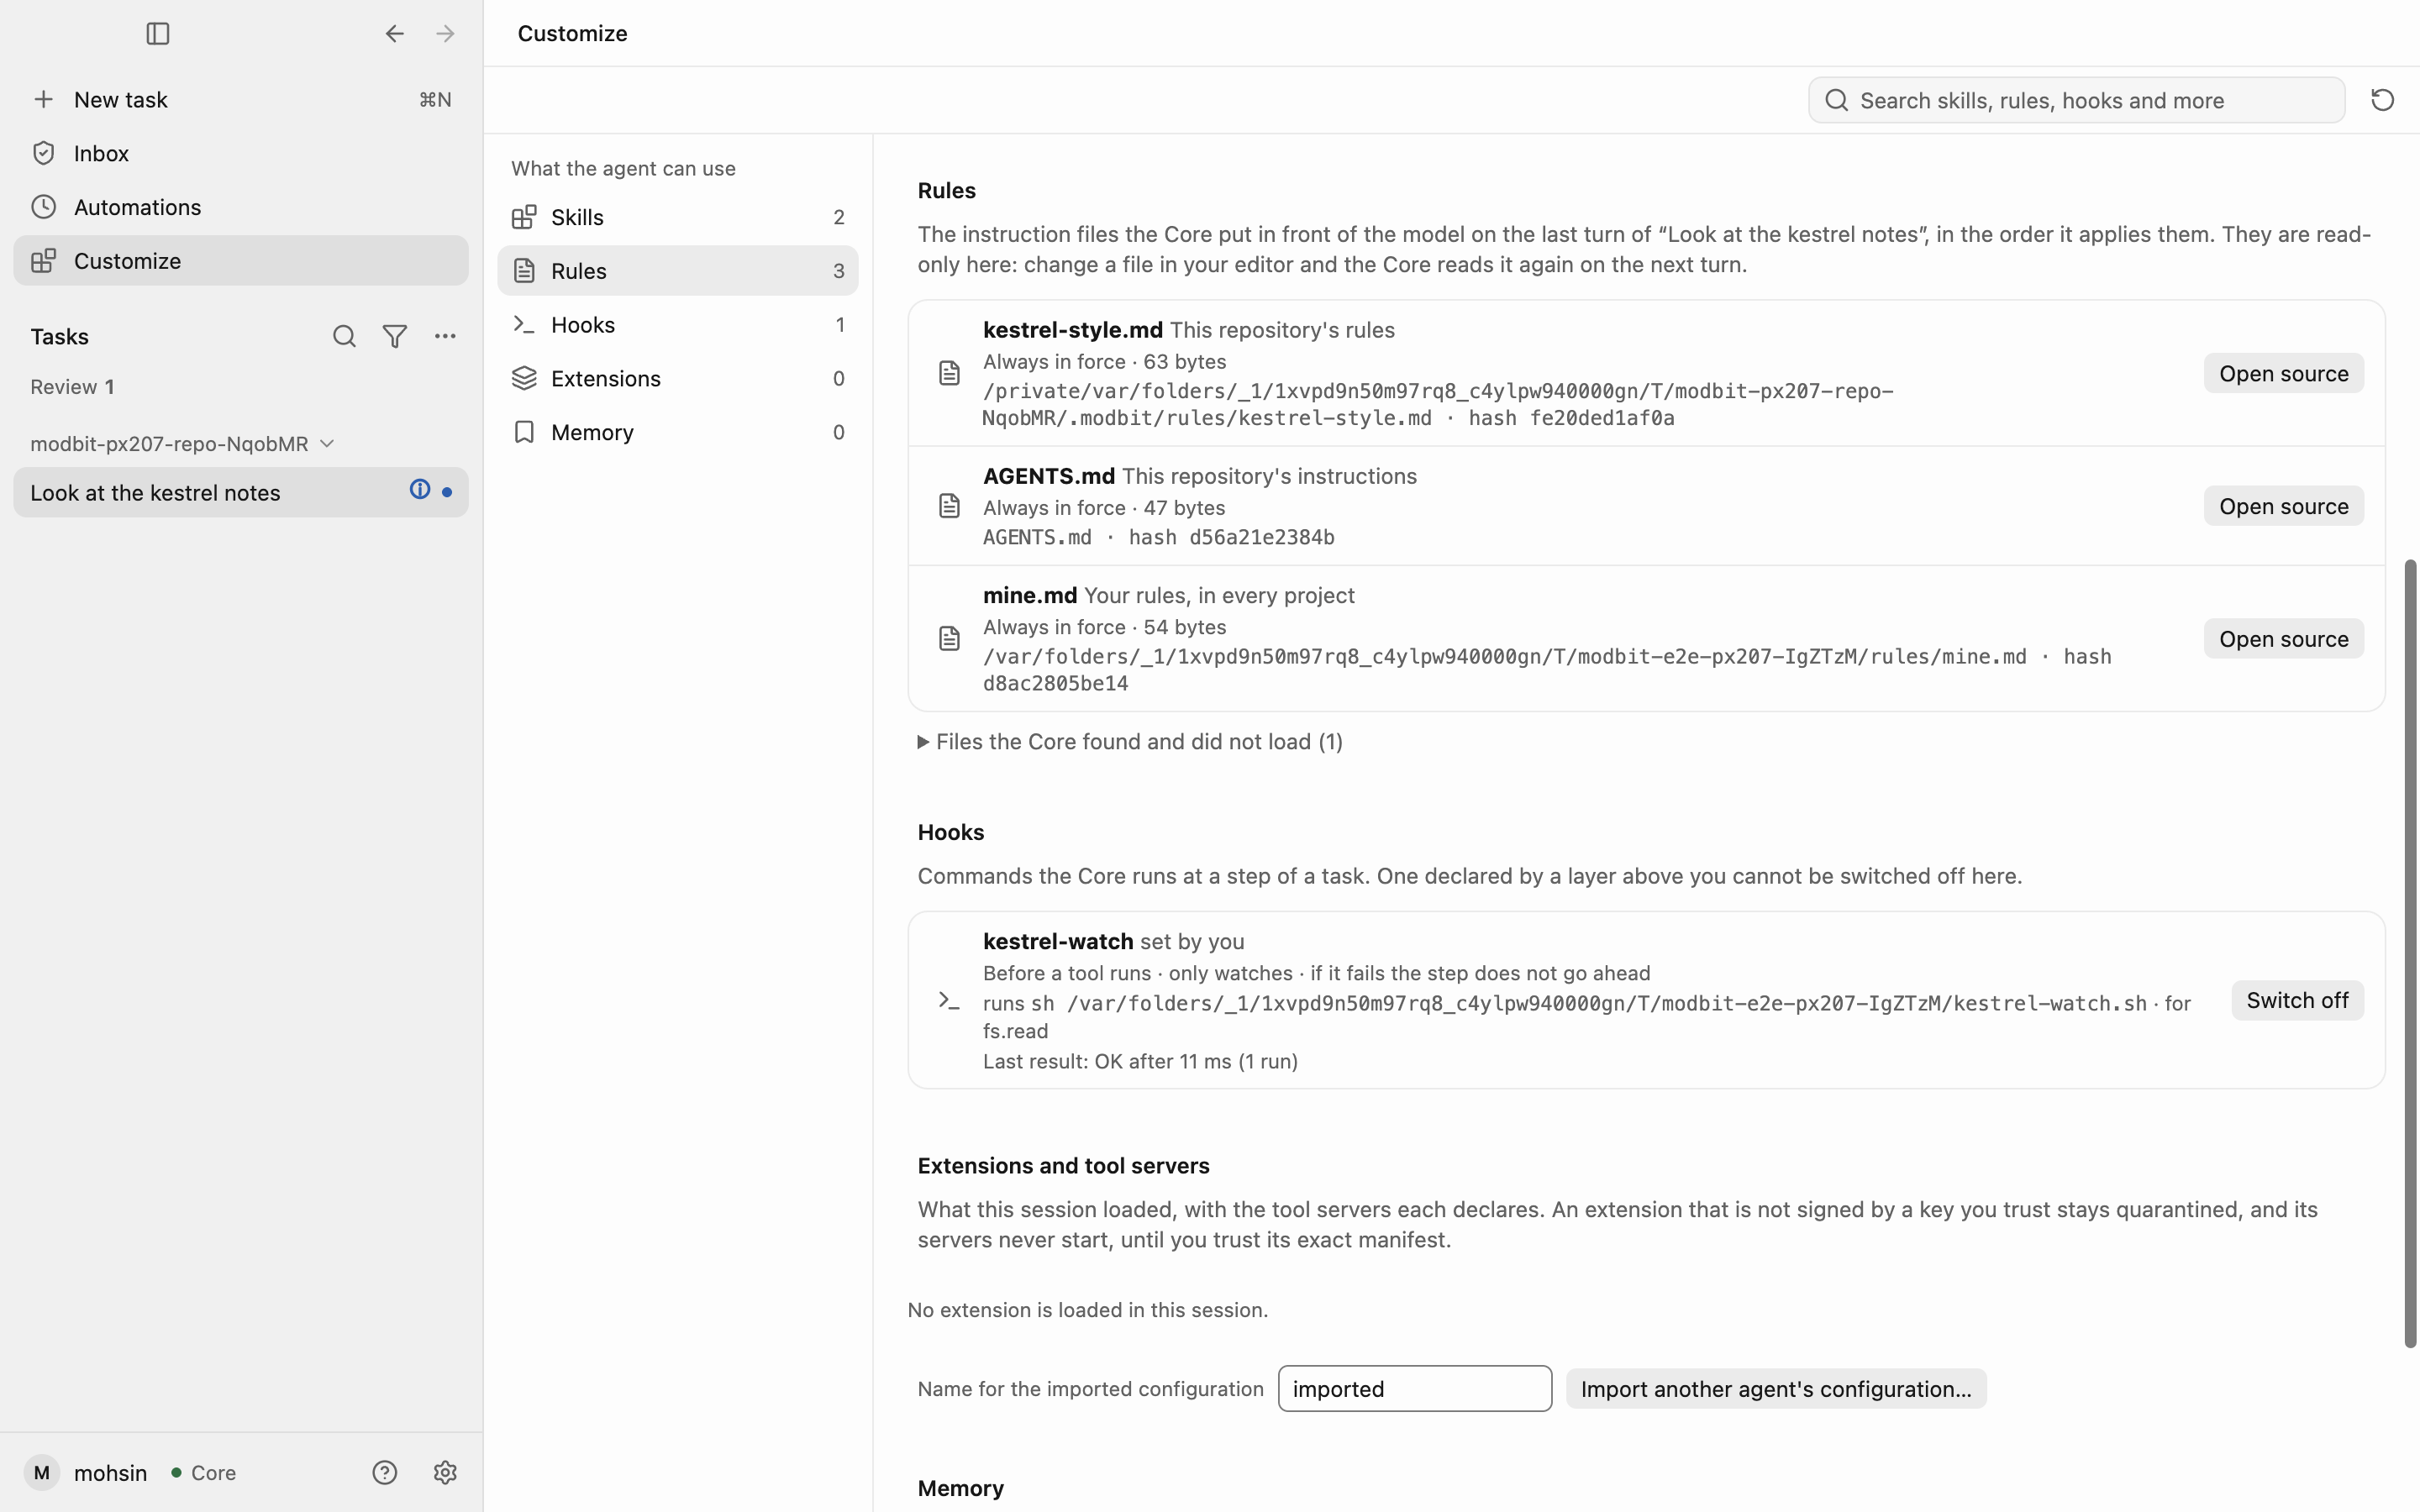 New task ⌘N
Inbox
Automations
Customize
Tasks
Review 1
modbit-px207-repo-NqobMR
Look at the kestrel notes
M mohsin Core
Customize
Search skills, rules, hooks and more
What the agent can use
Skills 2
Rules 3
Hooks 1
Extensions 0
Memory 0
Rules
The instruction files the Core put in front of the model on the last turn of “Look at the kestrel notes”, in the order it applies them. They are read-
only here: change a file in your editor and the Core reads it again on the next turn.
kestrel-style.md This repository's rules
Always in force · 63 bytes
/private/var/folders/_1/1xvpd9n50m97rq8_c4ylpw940000gn/T/modbit-px207-repo-
NqobMR/.modbit/rules/kestrel-style.md · hash fe20ded1af0a
Open source
AGENTS.md This repository's instructions
Always in force · 47 bytes
AGENTS.md · hash d56a21e2384b
Open source
mine.md Your rules, in every project
Always in force · 54 bytes
/var/folders/_1/1xvpd9n50m97rq8_c4ylpw940000gn/T/modbit-e2e-px207-IgZTzM/rules/mine.md · hash
d8ac2805be14
Open source
Files the Core found and did not load (1)
Hooks
Commands the Core runs at a step of a task. One declared by a layer above you cannot be switched off here.
kestrel-watch set by you
Before a tool runs · only watches · if it fails the step does not go ahead
runs sh /var/folders/_1/1xvpd9n50m97rq8_c4ylpw940000gn/T/modbit-e2e-px207-IgZTzM/kestrel-watch.sh · for
fs.read
Last result: OK after 11 ms (1 run)
Switch off
Extensions and tool servers
What this session loaded, with the tool servers each declares. An extension that is not signed by a key you trust stays quarantined, and its
servers never start, until you trust its exact manifest.
No extension is loaded in this session.
Name for the imported configuration imported Import another agent's configuration...
Memory